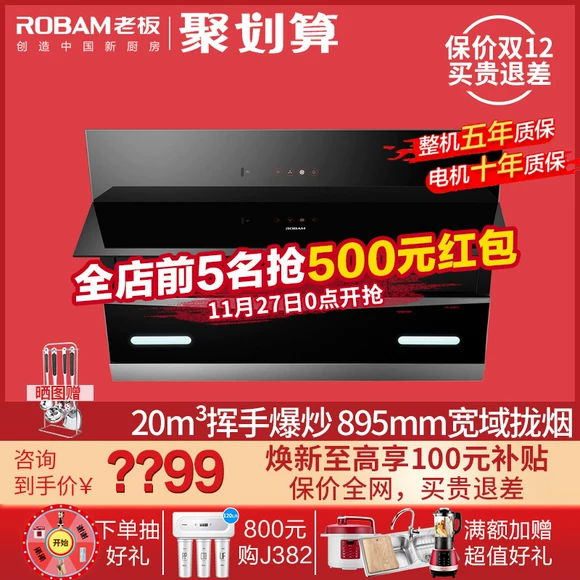 ROBAM老板
创造中国新厨房
聚划算
保价双12
买贵退差
整机五年质保
电机十年质保
ROBAM
全店前5名抢500元红包
11月27日0点开抢
晒图赠
20m³挥手爆炒 895mm宽域拢烟
咨询
到手价¥
??99
焕新至高享100元补贴
保价全网，买贵退差
开始
下单抽
好礼
120L/h
PP
CO
UF
800元
购J382
满额加赠
超值好礼